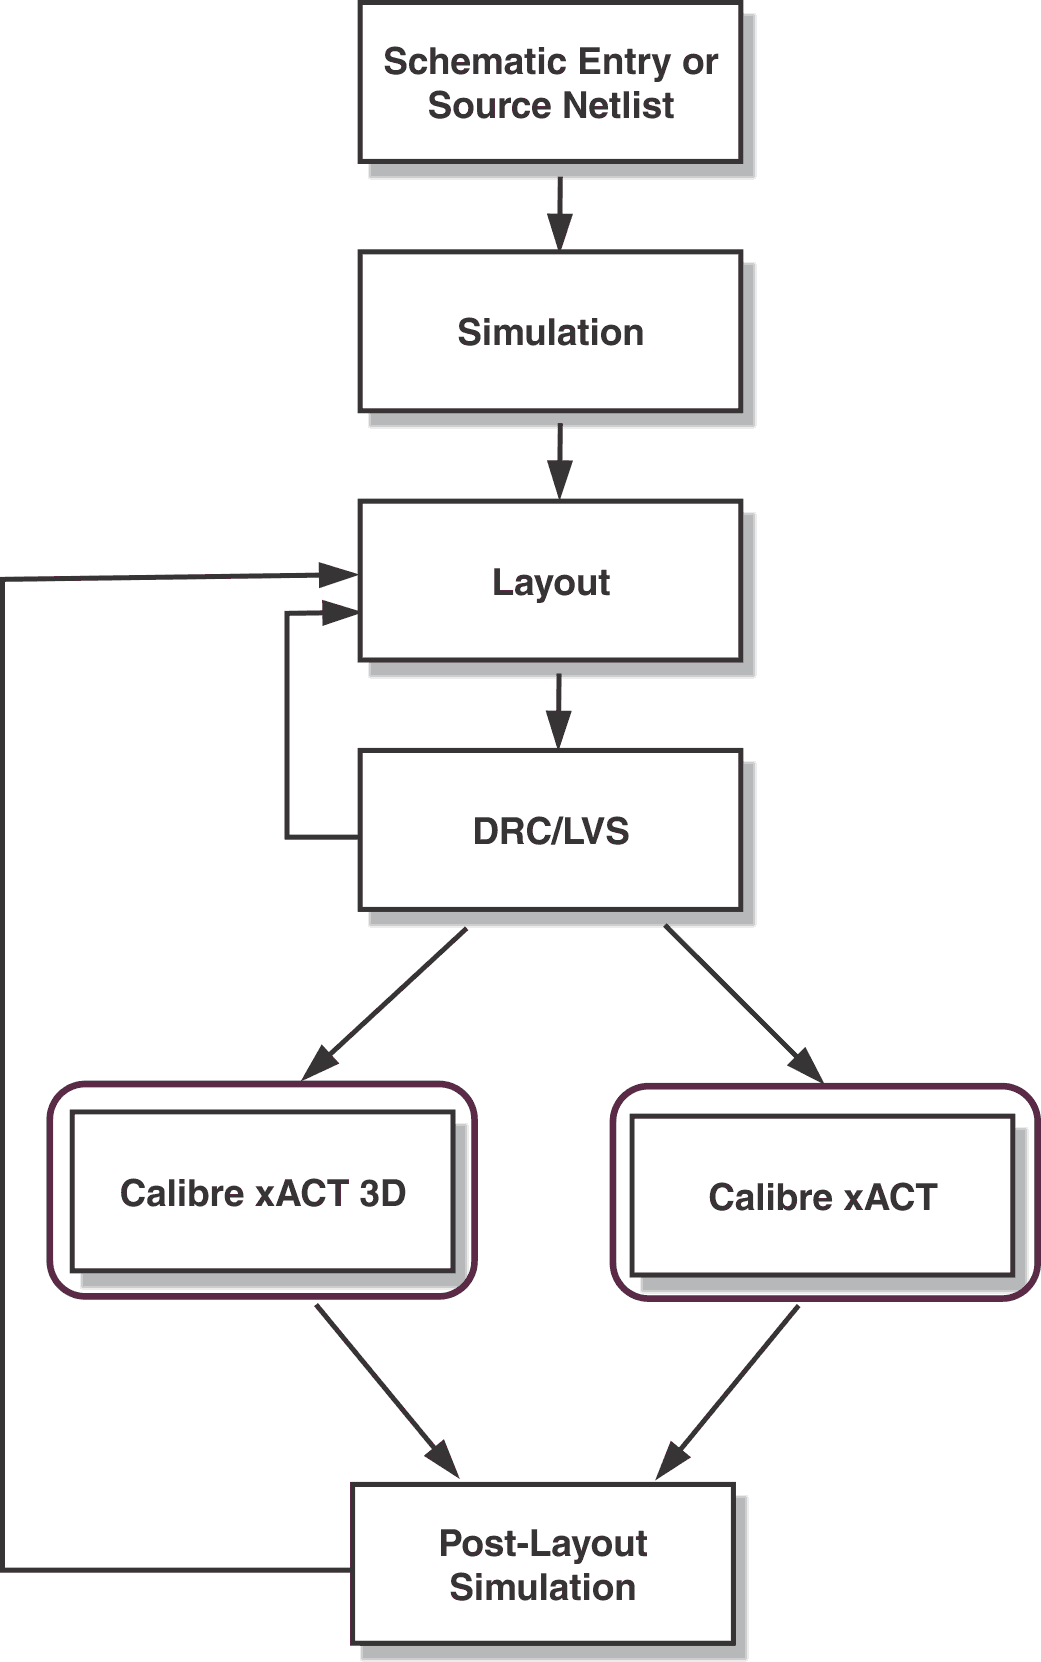 Schematic Entry or
Source Netlist
Simulation
Layout
DRC/LVS
Calibre xACT 3D
Calibre xACT
Post-Layout
Simulation